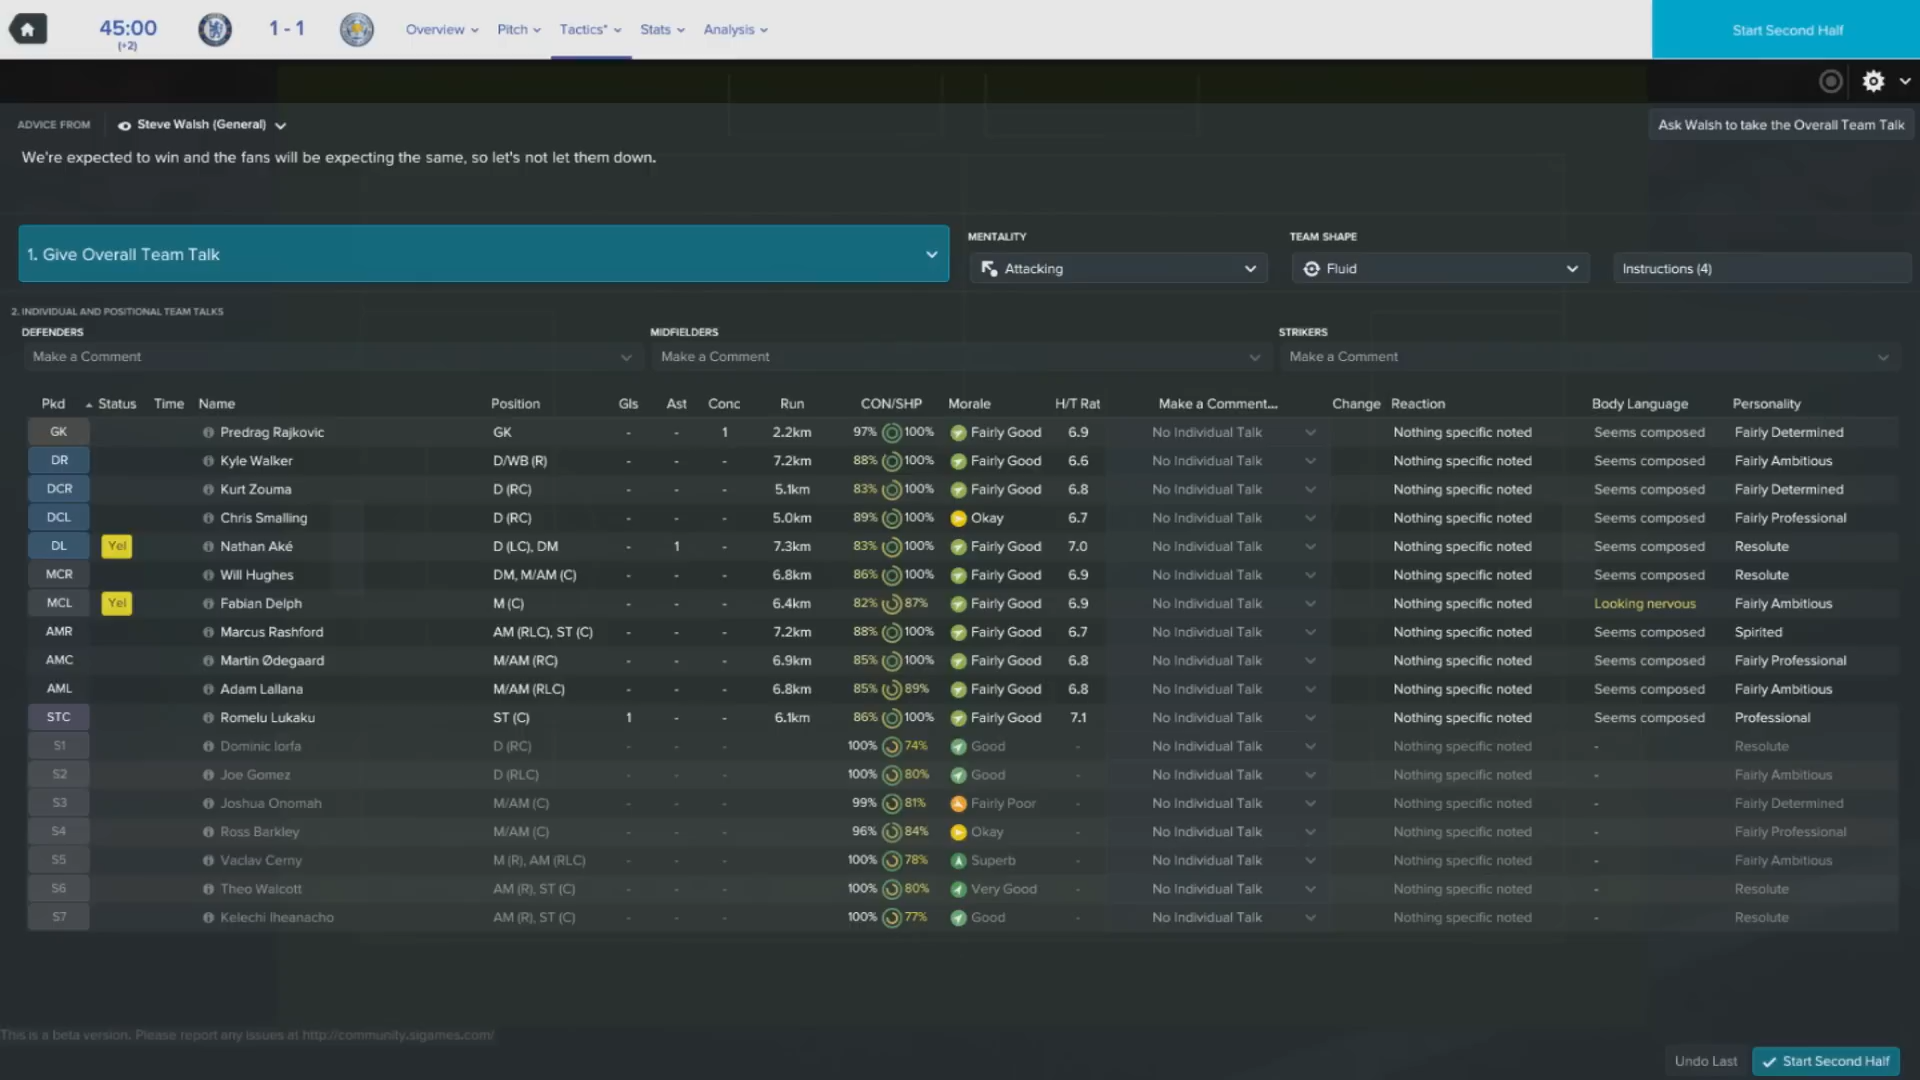 45:00
(+2)
1 - 1
Overview Pitch Tactics* Stats Analysis
Start Second Half
ADVICE FROM Steve Walsh (General)
Ask Walsh to take the Overall Team Talk
We're expected to win and the fans will be expecting the same, so let's not let them down.
1. Give Overall Team Talk
MENTALITY
Attacking
TEAM SHAPE
Fluid
Instructions (4)
2. INDIVIDUAL AND POSITIONAL TEAM TALKS
DEFENDERS MIDFIELDERS STRIKERS
Make a Comment Make a Comment Make a Comment
Pkd Status Time Name Position Gls Ast Conc Run CON/SHP Morale H/T Rat Make a Comment... Change Reaction Body Language Personality
GK Predrag Rajkovic GK - - 1 2.2km 97% 100% Fairly Good 6.9 No Individual Talk Nothing specific noted Seems composed Fairly Determined
DR Kyle Walker D/WB (R) - - - 7.2km 88% 100% Fairly Good 6.6 No Individual Talk Nothing specific noted Seems composed Fairly Ambitious
DCR Kurt Zouma D (RC) - - - 5.1km 83% 100% Fairly Good 6.8 No Individual Talk Nothing specific noted Seems composed Fairly Determined
DCL Chris Smalling D (RC) - - - 5.0km 89% 100% Okay 6.7 No Individual Talk Nothing specific noted Seems composed Fairly Professional
DL Yel Nathan Aké D (LC), DM - 1 - 7.3km 83% 100% Fairly Good 7.0 No Individual Talk Nothing specific noted Seems composed Resolute
MCR Will Hughes DM, M/AM (C) - - - 6.8km 86% 100% Fairly Good 6.9 No Individual Talk Nothing specific noted Seems composed Resolute
MCL Yel Fabian Delph M (C) - - - 6.4km 82% 87% Fairly Good 6.9 No Individual Talk Nothing specific noted Looking nervous Fairly Ambitious
AMR Marcus Rashford AM (RLC), ST (C) - - - 7.2km 88% 100% Fairly Good 6.7 No Individual Talk Nothing specific noted Seems composed Spirited
AMC Martin Ødegaard M/AM (RC) - - - 6.9km 85% 100% Fairly Good 6.8 No Individual Talk Nothing specific noted Seems composed Fairly Professional
AML Adam Lallana M/AM (RLC) - - - 6.8km 85% 89% Fairly Good 6.8 No Individual Talk Nothing specific noted Seems composed Fairly Ambitious
STC Romelu Lukaku ST (C) 1 - - 6.1km 86% 100% Fairly Good 7.1 No Individual Talk Nothing specific noted Seems composed Professional
S1 Dominic Iorfa D (RC) - - - 100% 74% Good - No Individual Talk Nothing specific noted - Resolute
S2 Joe Gomez D (RLC) - - - 100% 80% Good - No Individual Talk Nothing specific noted - Fairly Ambitious
S3 Joshua Onomah M/AM (C) - - - 99% 81% Fairly Poor - No Individual Talk Nothing specific noted - Fairly Determined
S4 Ross Barkley M/AM (C) - - - 96% 84% Okay - No Individual Talk Nothing specific noted - Fairly Professional
S5 Vaclav Cerny M (R), AM (RLC) - - - 100% 78% Superb - No Individual Talk Nothing specific noted - Fairly Ambitious
S6 Theo Walcott AM (R), ST (C) - - - 100% 80% Very Good - No Individual Talk Nothing specific noted - Resolute
S7 Kelechi Iheanacho AM (R), ST (C) - - - 100% 77% Good - No Individual Talk Nothing specific noted - Resolute
This is a beta version. Please report any issues at http://community.sigames.com/
Undo Last Start Second Half